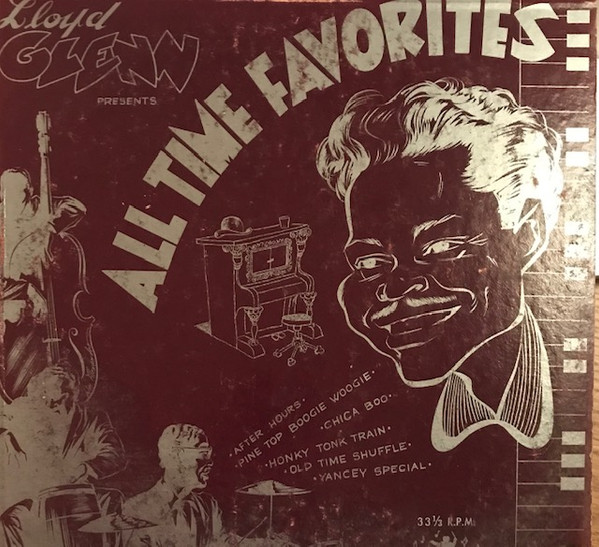 Lloyd
GLENN
PRESENTS
ALL TIME FAVORITES
•AFTER HOURS•
•PINE TOP BOOGIE WOOGIE•
•CHICA BOO•
•HONKY TONK TRAIN•
•OLD TIME SHUFFLE•
•YANCEY SPECIAL•
33⅓ R.P.M.